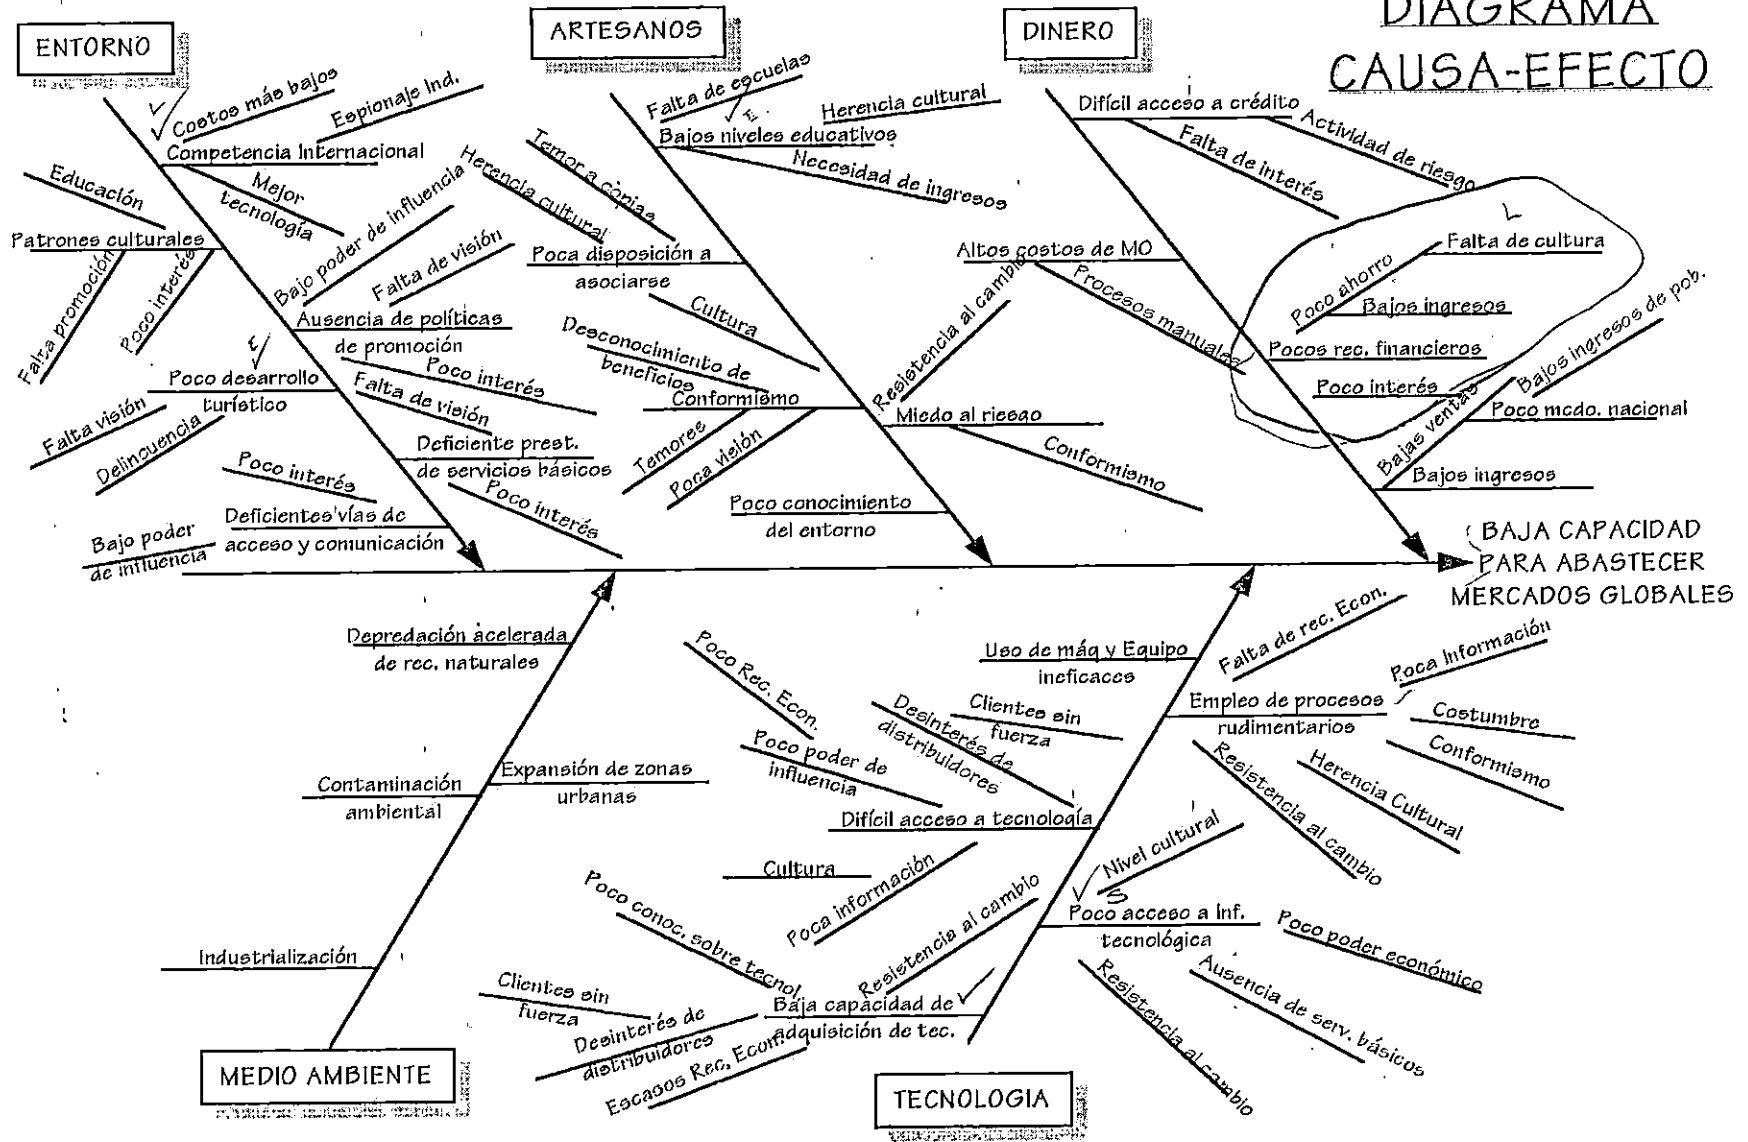 DIAGRAMA
CAUSA-EFECTO
ENTORNO
Costos más bajos
Espionaje Ind.
Competencia Internacional
Mejor
tecnología
Educación
Patrones culturales
Falta promoción
Poco interés
Bajo poder de influencia
Falta de visión
Ausencia de políticas
de promoción
Poco interés
Falta de visión
Poco desarrollo
turístico
Falta visión
Delincuencia
Deficiente prest.
de servicios básicos
Poco interés
Poco interés
Deficientes vías de
acceso y comunicación
Bajo poder
de influencia
ARTESANOS
Falta de escuelas
Herencia cultural
Bajos niveles educativos
Necesidad de ingresos
Temor a copias
Herencia cultural
Poca disposición a
asociarse
Cultura
Desconocimiento de
beneficios
Conformismo
Temores
Poca visión
Resistencia al cambio
Miedo al riesgo
Conformismo
Poco conocimiento
del entorno
DINERO
Difícil acceso a crédito
Actividad de riesgo
Falta de interés
Altos costos de MO
Procesos manuales
L
Falta de cultura
Poco ahorro
Bajos ingresos
Pocos rec. financieros
Poco interés
Bajos ingresos de pob.
Poco mcdo. nacional
Bajas ventas
Bajos ingresos
BAJA CAPACIDAD
PARA ABASTECER
MERCADOS GLOBALES
Depredación acelerada
de rec. naturales
Expansión de zonas
urbanas
Contaminación
ambiental
Industrialización
MEDIO AMBIENTE
Uso de máq y Equipo
ineficaces
Falta de rec. Econ.
Poca Información
Empleo de procesos
rudimentarios
Costumbre
Conformismo
Herencia Cultural
Resistencia al cambio
Poco Rec. Econ.
Clientes sin
fuerza
Desinterés de
distribuidores
Poco poder de
influencia
Difícil acceso a tecnología
Cultura
Poca información
Nivel cultural
Poco acceso a Inf.
tecnológica
Poco poder económico
Ausencia de serv. básicos
Resistencia al cambio
Poco conoc. sobre tecnol
Resistencia al cambio
Clientes sin
fuerza
Baja capacidad de
adquisición de tec.
Desinterés de
distribuidores
Escasos Rec. Econ.
TECNOLOGIA